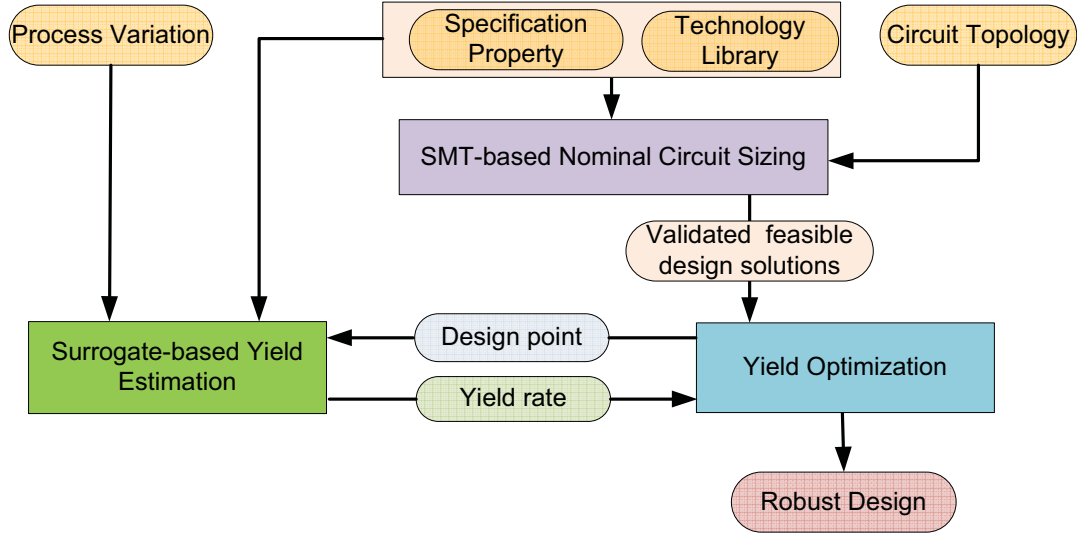 Process Variation
Specification
Property
Technology
Library
Circuit Topology
SMT-based Nominal Circuit Sizing
Validated feasible
design solutions
Surrogate-based Yield
Estimation
Design point
Yield rate
Yield Optimization
Robust Design